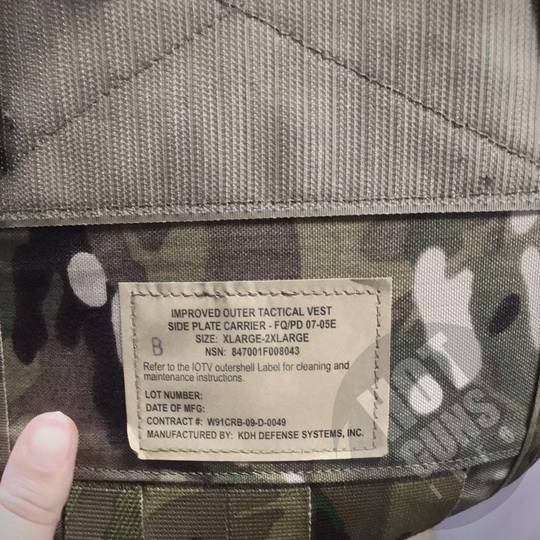 IMPROVED OUTER TACTICAL VEST
SIDE PLATE CARRIER - FQ/PD 07-05E
SIZE: XLARGE-2XLARGE
NSN: 847001F008043
B
Refer to the IOTV outershell Label for cleaning and
maintenance instructions.
LOT NUMBER:
DATE OF MFG:
CONTRACT #: W91CRB-09-D-0049
MANUFACTURED BY: KDH DEFENSE SYSTEMS, INC.
HOT
GUNS